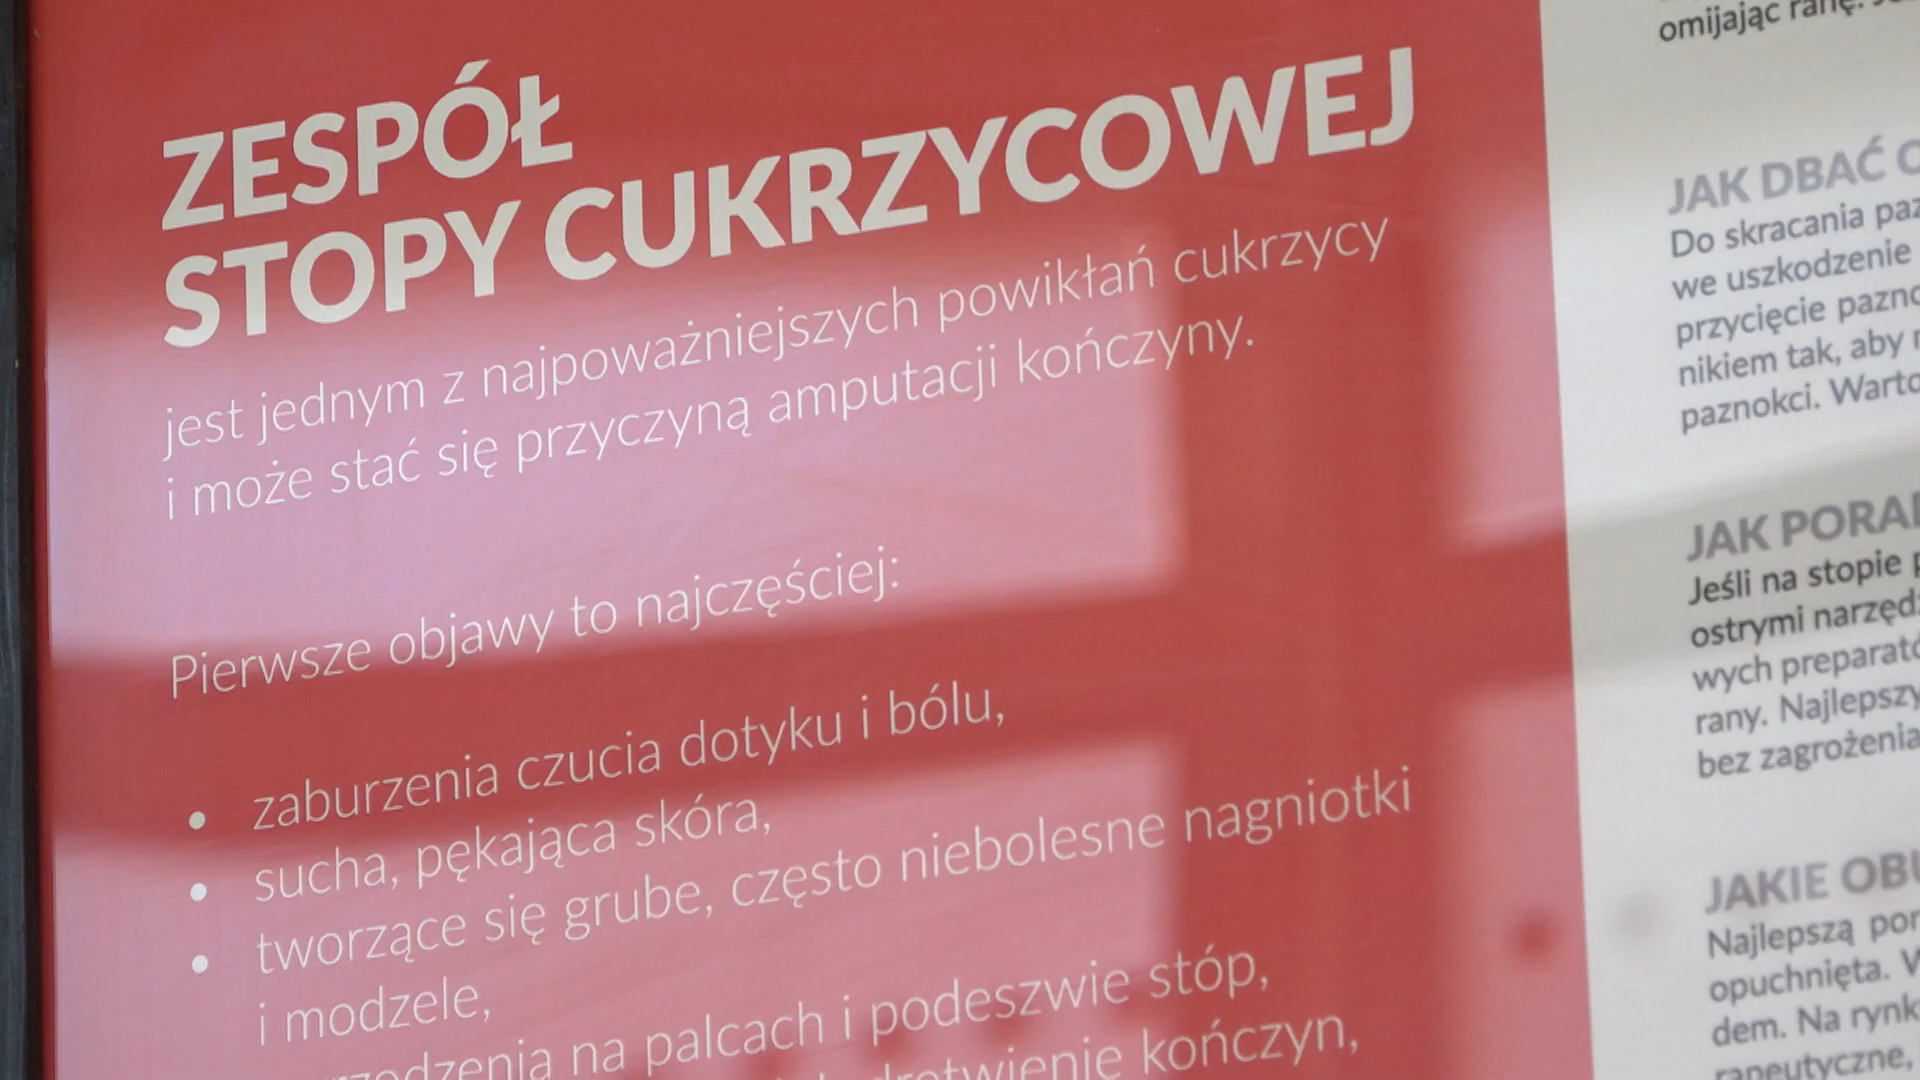 ZESPÓŁ
STOPY CUKRZYCOWEJ
jest jednym z najpoważniejszych powikłań cukrzycy
i może stać się przyczyną amputacji kończyny.
Pierwsze objawy to najczęściej:
• zaburzenia czucia dotyku i bólu,
• sucha, pękająca skóra,
• tworzące się grube, często niebolesne nagniotki
i modzele,
na palcach i podeszwie stóp,
kończyn,
omijając ranę.
JAK DBAĆ
Do skracania
we uszkodzenie
przycięcie
nikiem tak, aby
paznokci. Warto
JAK
Jeśli na stopie
ostrymi
wych
rany.
bez zagrożenia
JAKIE
Najlepszą
opuchnięta.
dem. Na